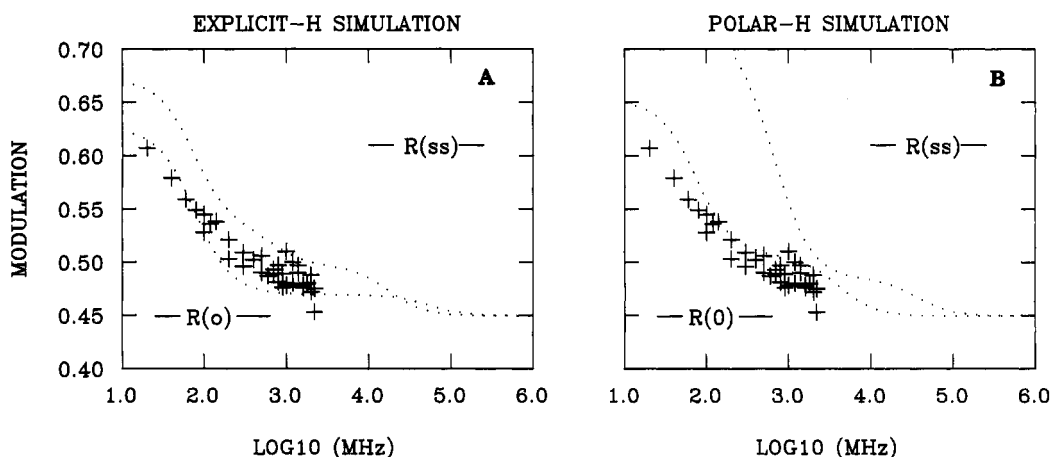 EXPLICIT-H SIMULATION
POLAR-H SIMULATION
MODULATION
0.70
0.65
0.60
0.55
0.50
0.45
0.40
A
R(ss)
R(o)
1.0 2.0 3.0 4.0 5.0 6.0
LOG10 (MHz)
B
R(ss)
R(0)
1.0 2.0 3.0 4.0 5.0 6.0
LOG10 (MHz)